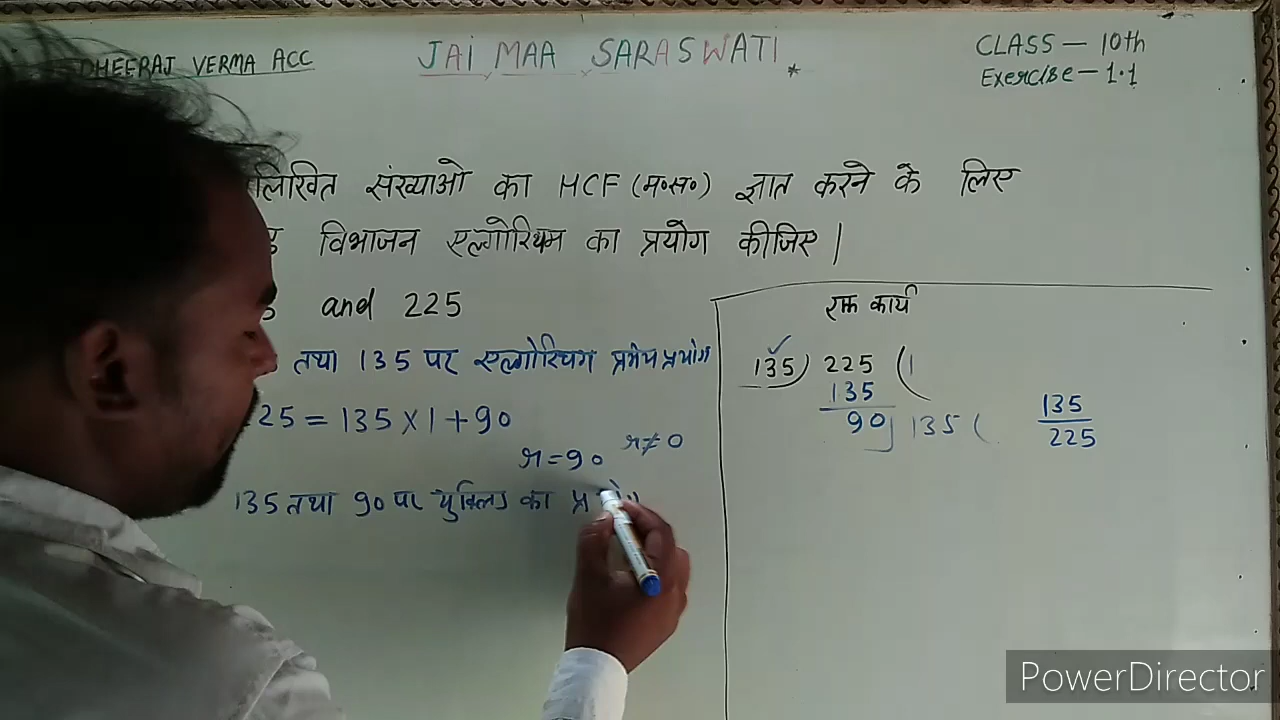 DHEERAJ VERMA ACC
JAI MAA SARASWATI
CLASS - 10th
Exercise - 1.1
संख्याओ का HCF (म०स०) ज्ञात करने के लिए
विभाजन एल्गोरिथम का प्रयोग कीजिए |
and 225
तथा 135 पर एल्गोरिथम प्रमेय प्रयोग
25 = 135 × 1 + 90
r = 90 r ≠ 0
135 तथा 90 पर युक्लिड का
रफ कार्य
135) 225 (1
135
90) 135 (
135
225
PowerDirector